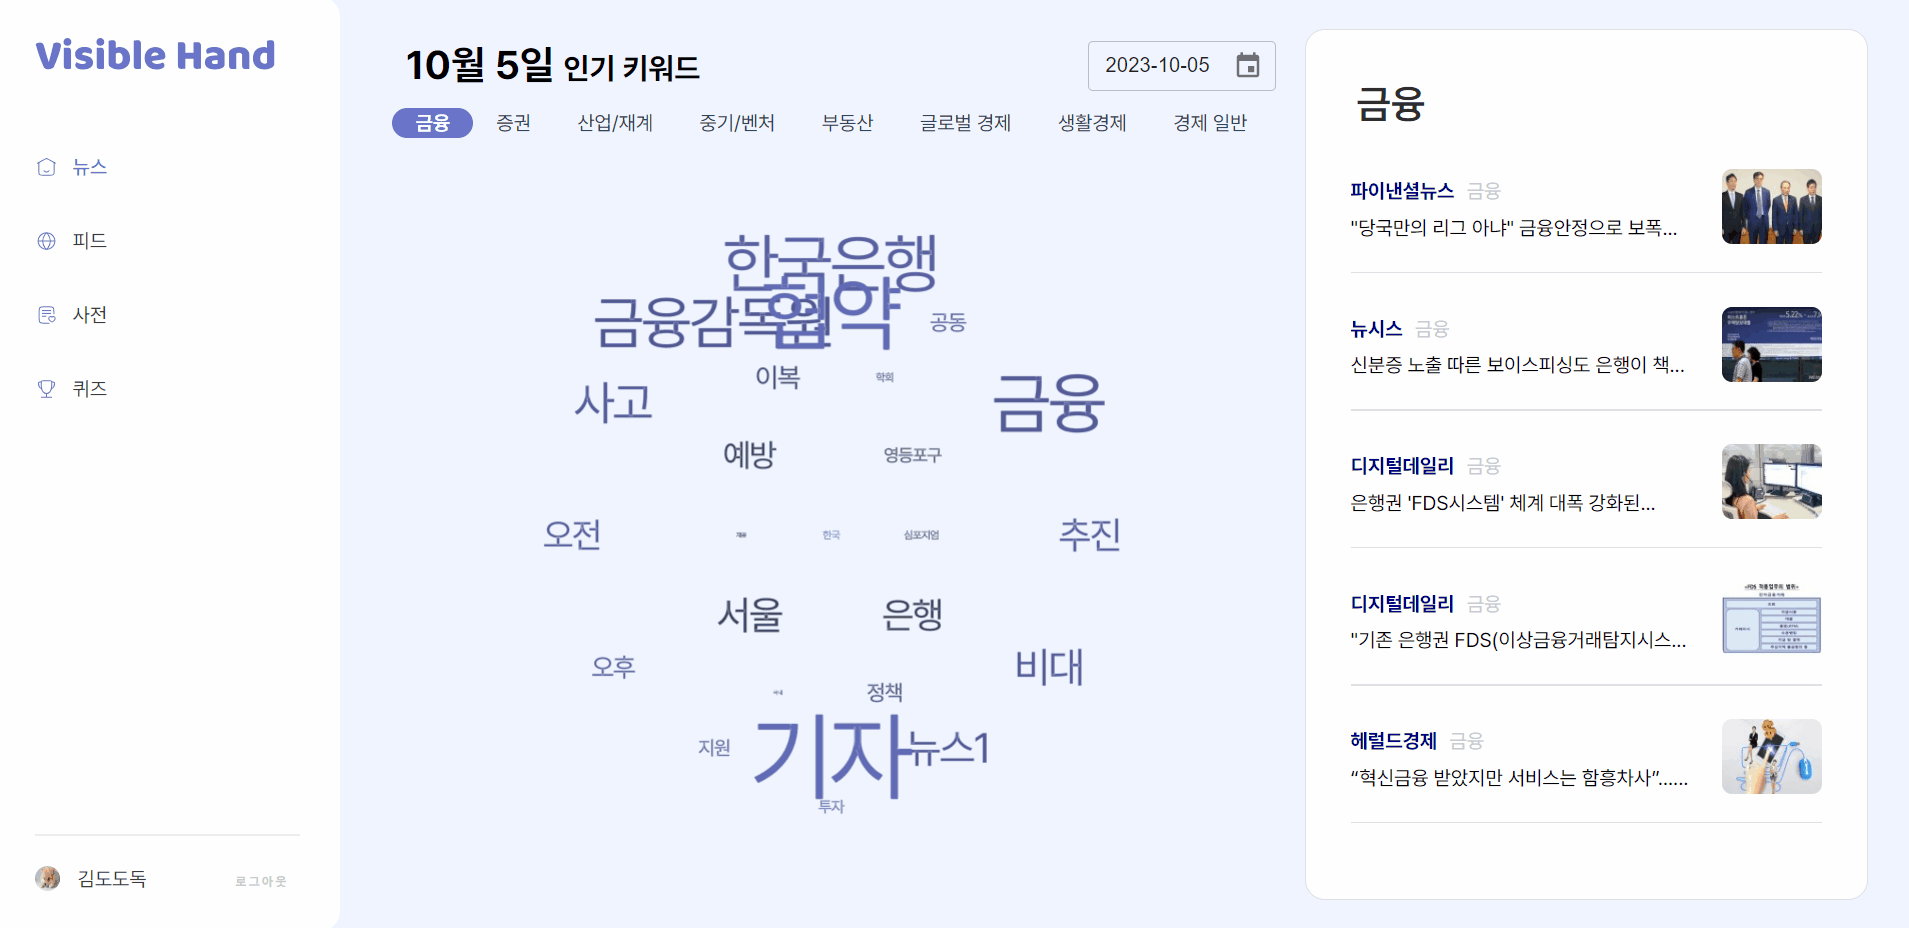 Visible Hand
뉴스
피드
사전
퀴즈
김도도독
로그아웃
10월 5일 인기 키워드
2023-10-05
금융
증권
산업/재계
중기/벤처
부동산
글로벌 경제
생활경제
경제 일반
한국은행
협약
금융감독원
공동
이복
학회
사고
금융
예방
영등포구
오전
한국
심포지엄
추진
서울
은행
오후
비대
정책
지원
기자
뉴스1
투자
금융
파이낸셜뉴스 금융
"당국만의 리그 아냐" 금융안정으로 보폭...
뉴시스 금융
신분증 노출 따른 보이스피싱도 은행이 책...
디지털데일리 금융
은행권 'FDS시스템' 체계 대폭 강화된...
디지털데일리 금융
"기존 은행권 FDS(이상금융거래탐지시스...
헤럴드경제 금융
“혁신금융 받았지만 서비스는 함흥차사”......